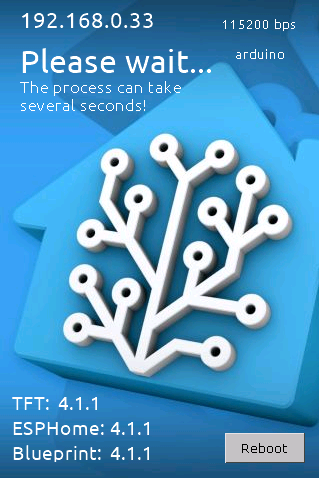 192.168.0.33
115200 bps
Please wait...
arduino
The process can take
several seconds!
TFT: 4.1.1
ESPHome: 4.1.1
Blueprint: 4.1.1
Reboot